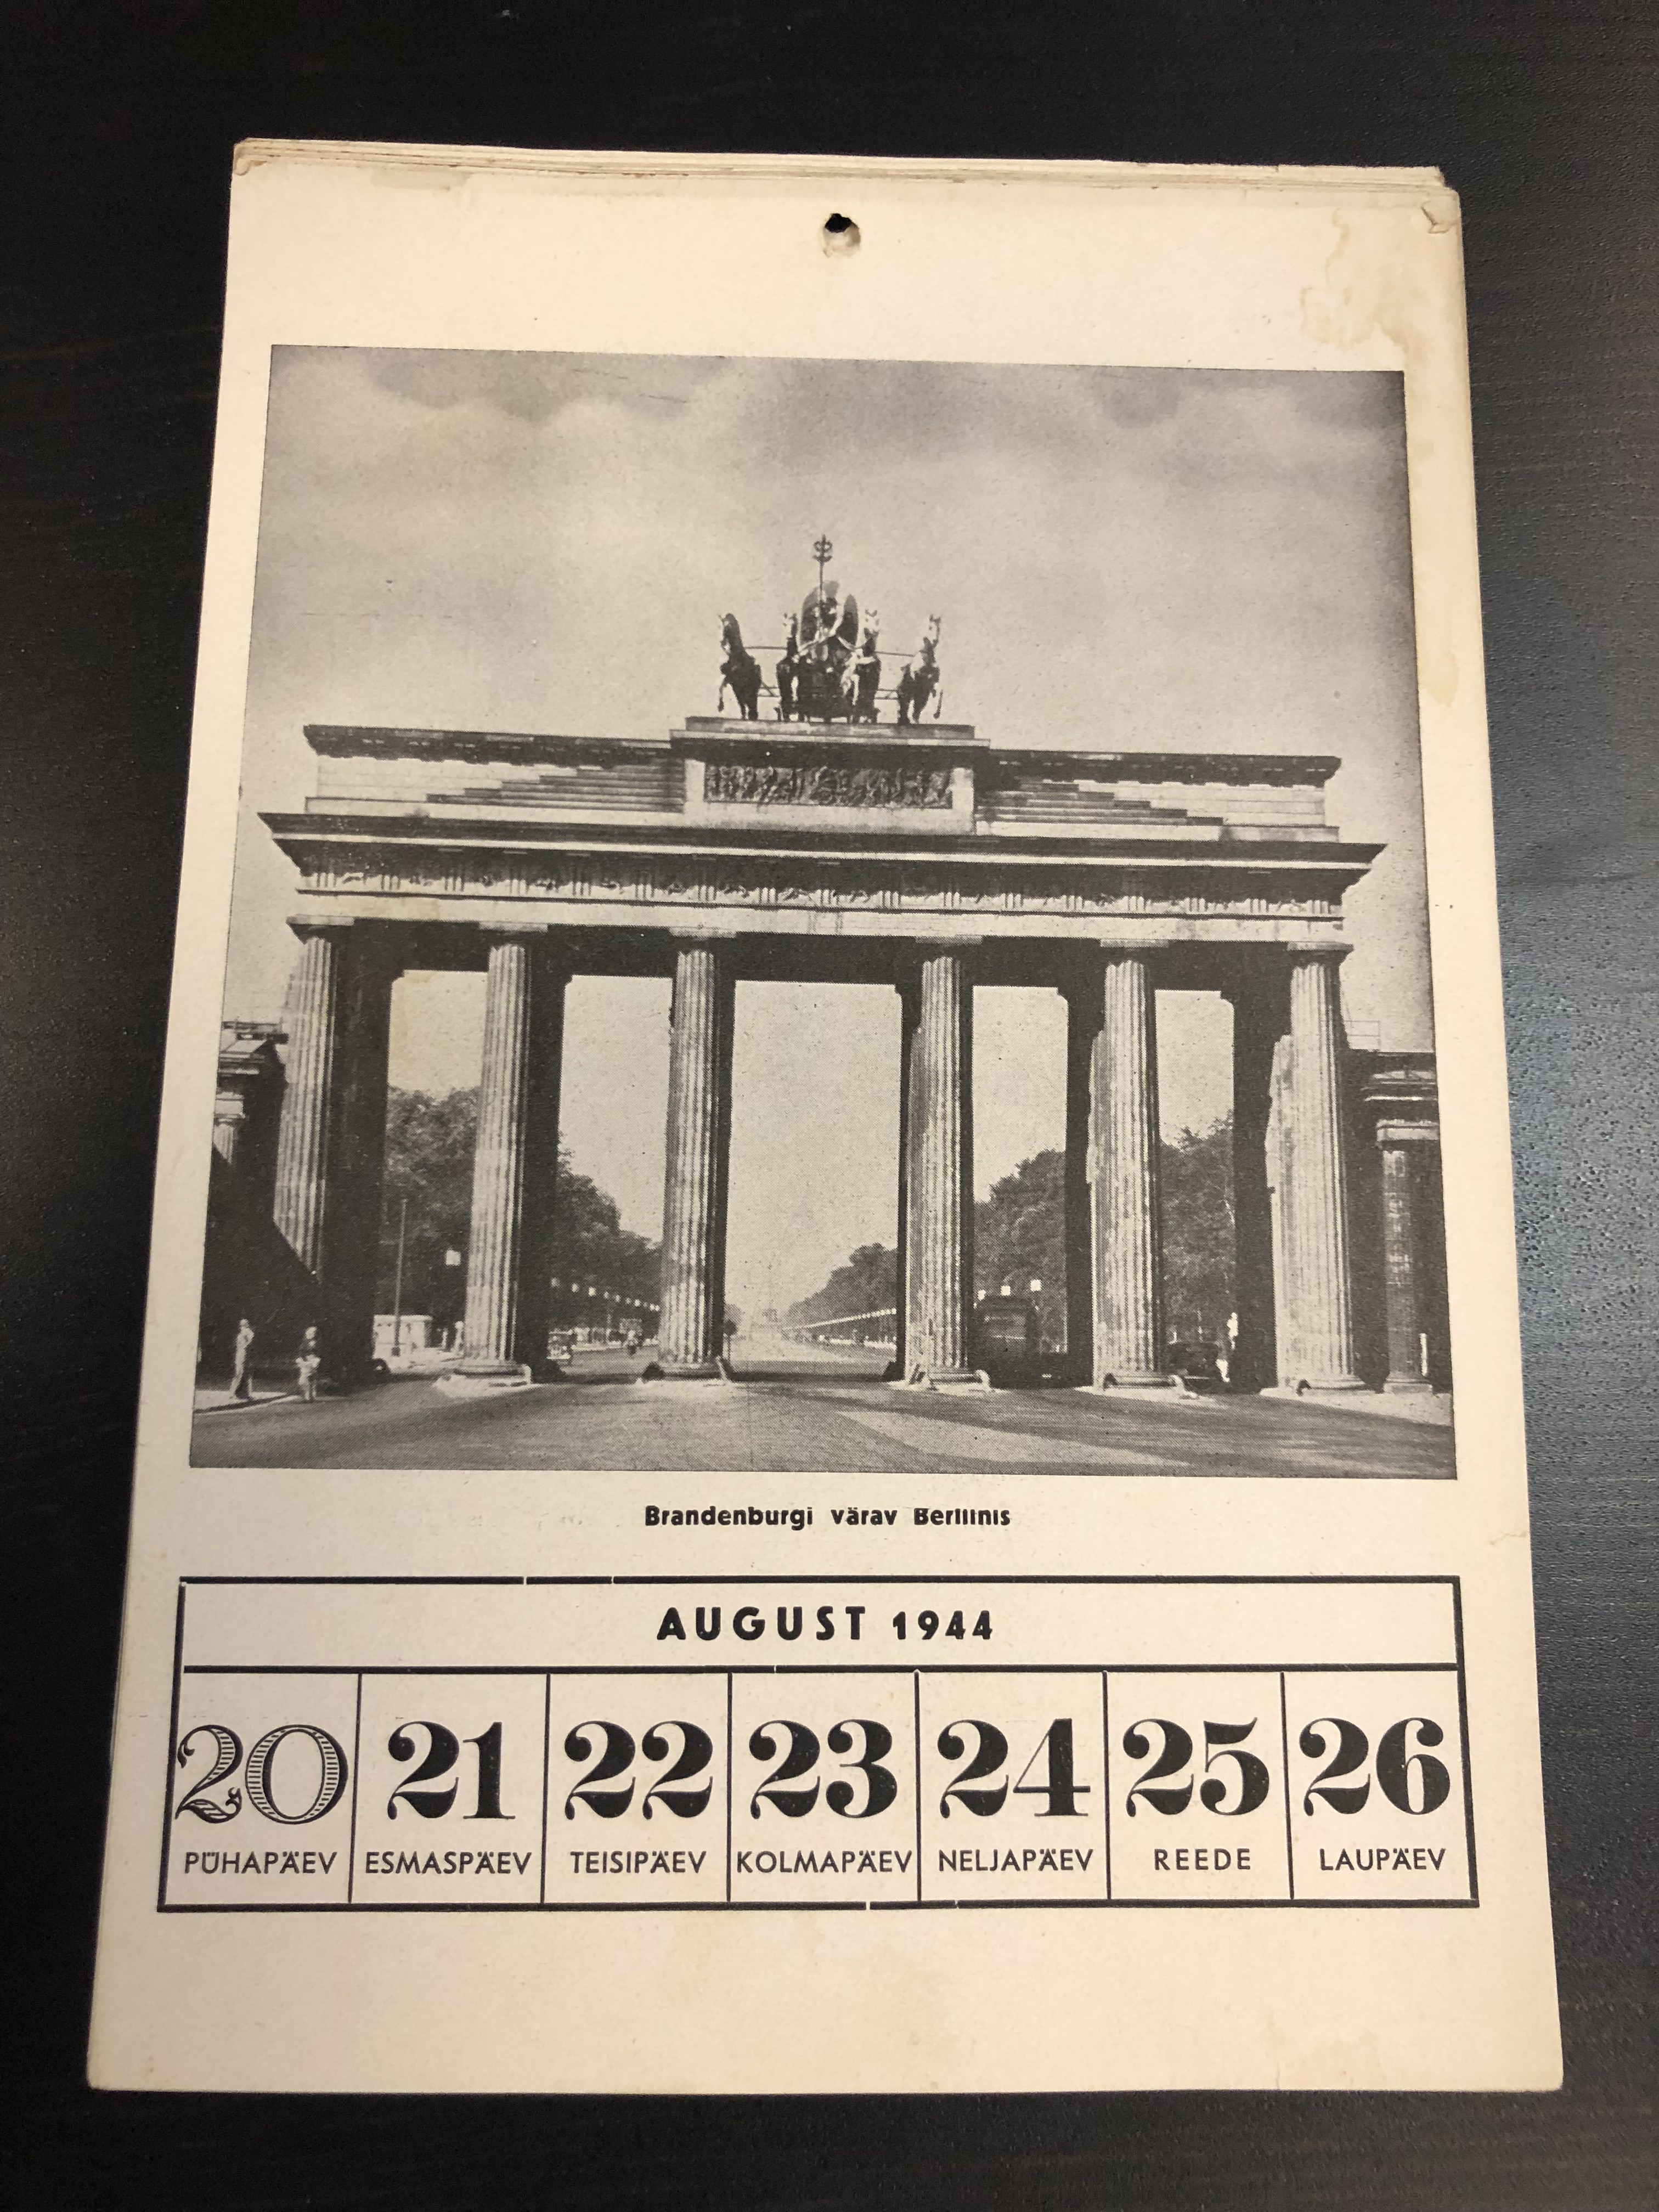 Brandenburgi värav Berliinis
AUGUST 1944
20 21 22 23 24 25 26
PÜHAPÄEV ESMASPÄEV TEISIPÄEV KOLMAPÄEV NELJAPÄEV REEDE LAUPÄEV